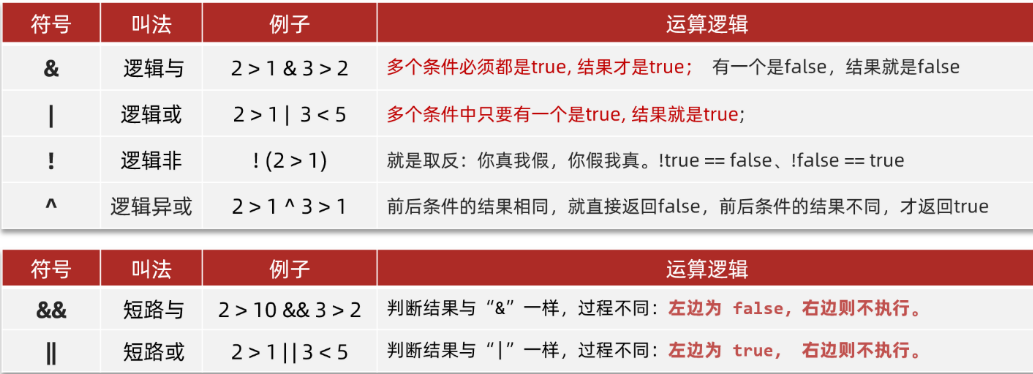 符号 叫法 例子 运算逻辑
& 逻辑与 2 > 1 & 3 > 2 多个条件必须都是true, 结果才是true； 有一个是false，结果就是false
| 逻辑或 2 > 1 | 3 < 5 多个条件中只要有一个是true, 结果就是true；
! 逻辑非 ! (2 > 1) 就是取反：你真我假，你假我真。!true == false、!false == true
^ 逻辑异或 2 > 1 ^ 3 > 1 前后条件的结果相同，就直接返回false，前后条件的结果不同，才返回true
符号 叫法 例子 运算逻辑
&& 短路与 2 > 10 && 3 > 2 判断结果与“&”一样，过程不同：左边为 false，右边则不执行。
|| 短路或 2 > 1 || 3 < 5 判断结果与“|”一样，过程不同：左边为 true， 右边则不执行。